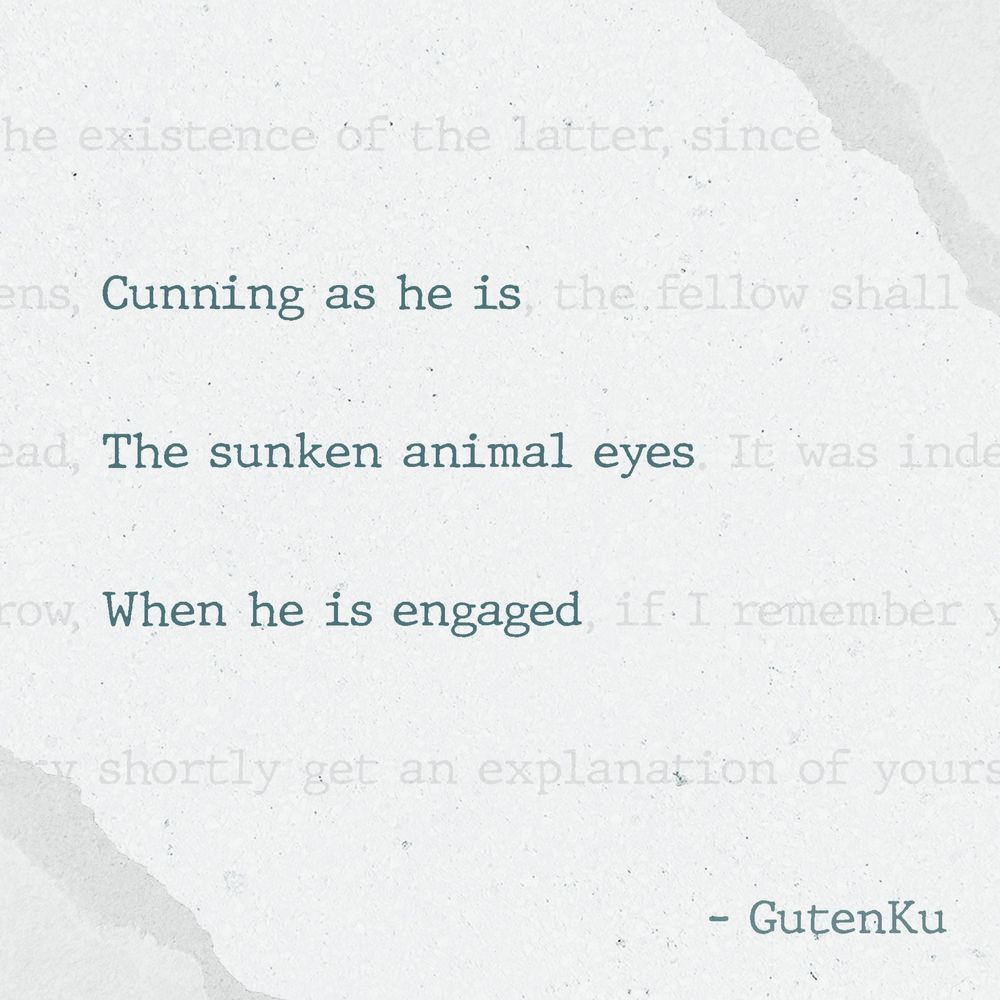 he existence of the latter, since
ens, Cunning as he is, the fellow shall
ead, The sunken animal eyes. It was inde
row, When he is engaged, if I remember y
ry shortly get an explanation of yours
- GutenKu